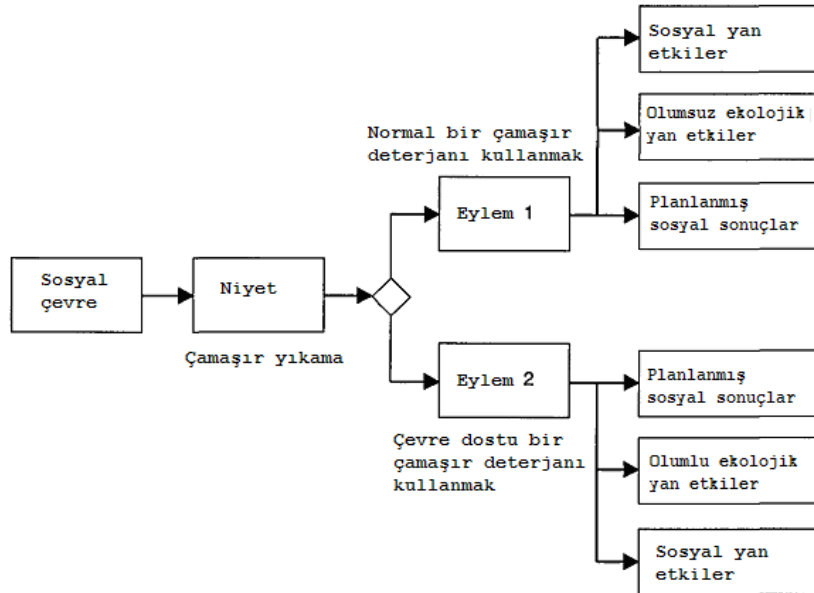 Sosyal yan
etkiler
Olumsuz ekolojik
yan etkiler
Normal bir çamaşır
deterjanı kullanmak
Eylem 1
Planlanmış
sosyal sonuçlar
Sosyal
çevre
Niyet
Çamaşır yıkama
Eylem 2
Planlanmış
sosyal sonuçlar
Çevre dostu bir
çamaşır deterjanı
kullanmak
Olumlu ekolojik
yan etkiler
Sosyal yan
etkiler